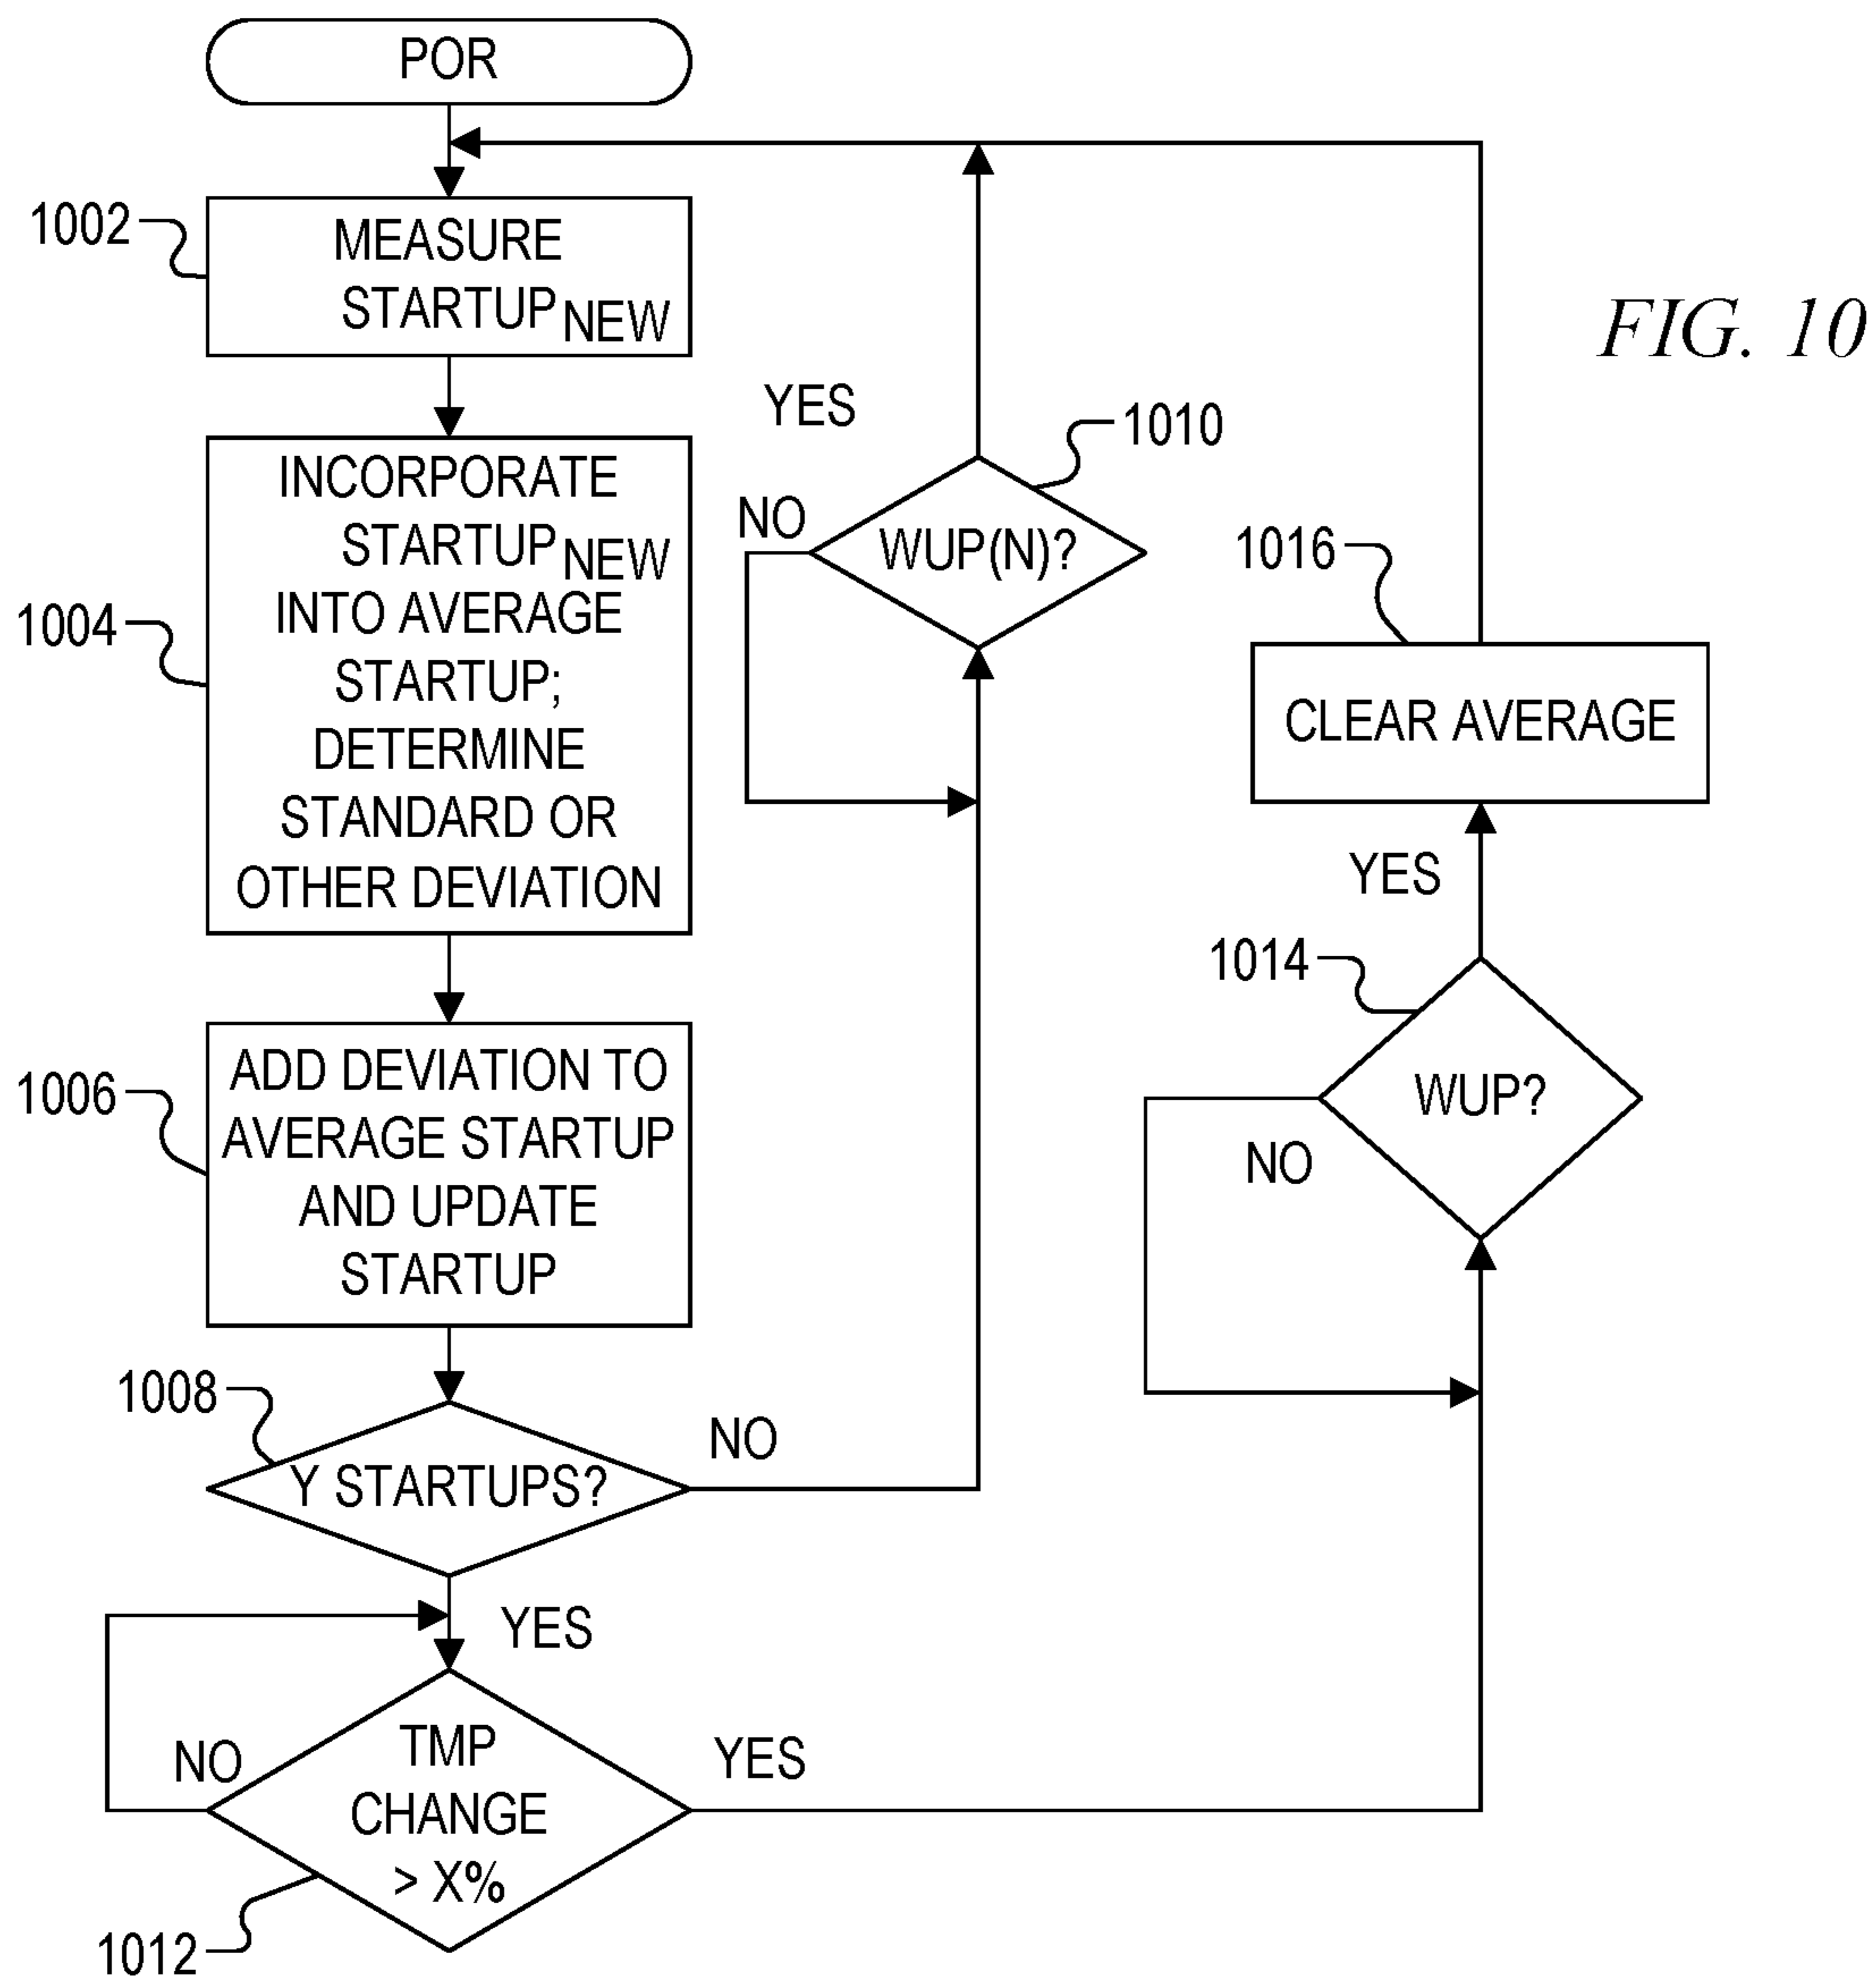 POR
1002
MEASURE
STARTUP NEW
FIG. 10
YES
1010
1004
INCORPORATE
STARTUP NEW
INTO AVERAGE
STARTUP;
DETERMINE
STANDARD OR
OTHER DEVIATION
NO
WUP(N)?
1016
CLEAR AVERAGE
YES
1014
WUP?
NO
1006
ADD DEVIATION TO
AVERAGE STARTUP
AND UPDATE
STARTUP
1008
Y STARTUPS?
NO
YES
NO
TMP
CHANGE
> X%
YES
1012